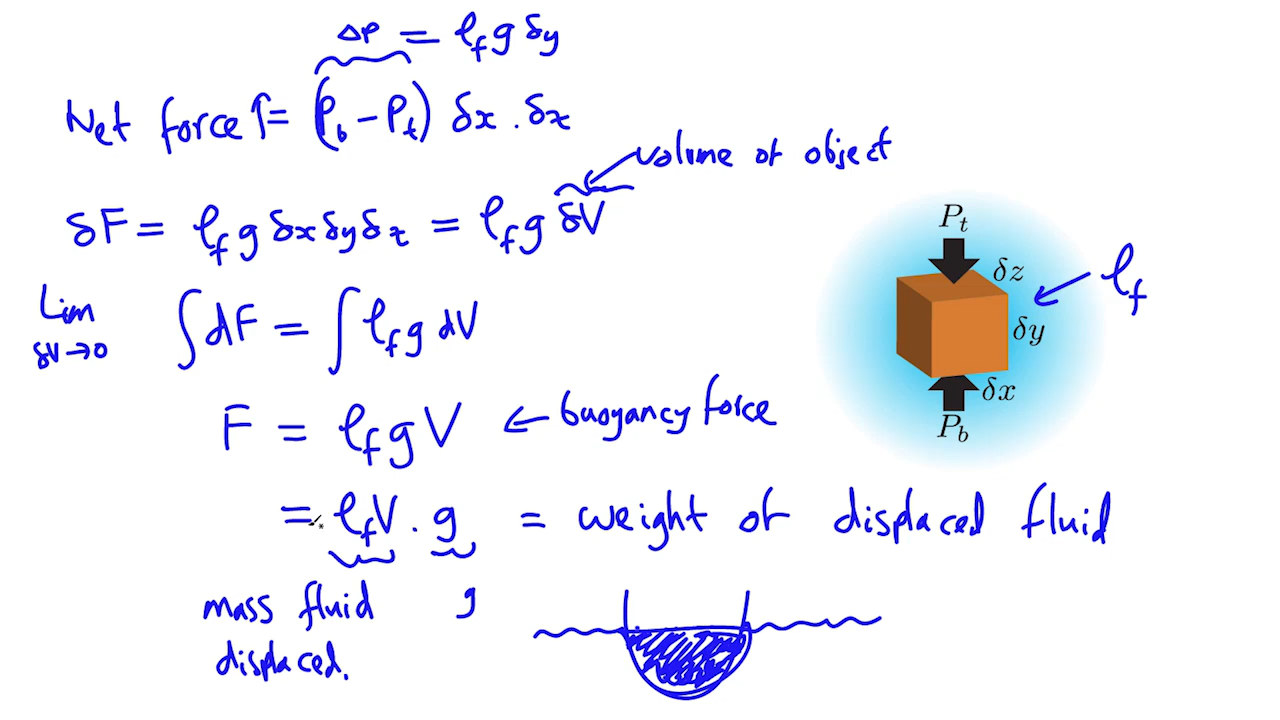 ΔP = ρf g δy
Net force ↑ = (Pb − Pt) δx . δz
volume of object
δF = ρf g δx δy δz = ρf g δV
Lim δV→0 ∫dF = ∫ρf g dV
F = ρf g V ← buoyancy force
= ρf V . g = weight of displaced fluid
mass fluid g
displaced.
Pt
δz
ρf
δy
δx
Pb